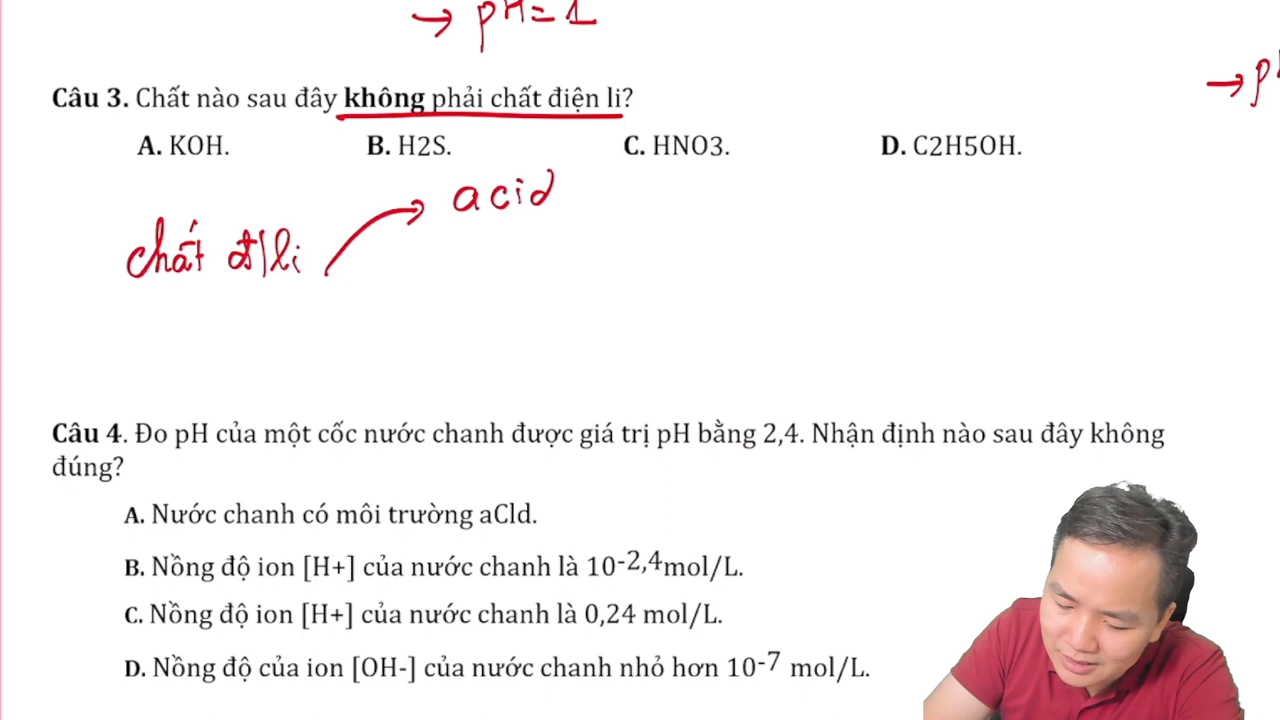 → pH = 1
Câu 3. Chất nào sau đây không phải chất điện li?
→ p
A. KOH. B. H2S. C. HNO3. D. C2H5OH.
acid
chất đ|li
Câu 4. Đo pH của một cốc nước chanh được giá trị pH bằng 2,4. Nhận định nào sau đây không
đúng?
A. Nước chanh có môi trường aCld.
B. Nồng độ ion [H+] của nước chanh là 10-2,4mol/L.
C. Nồng độ ion [H+] của nước chanh là 0,24 mol/L.
D. Nồng độ của ion [OH-] của nước chanh nhỏ hơn 10-7 mol/L.